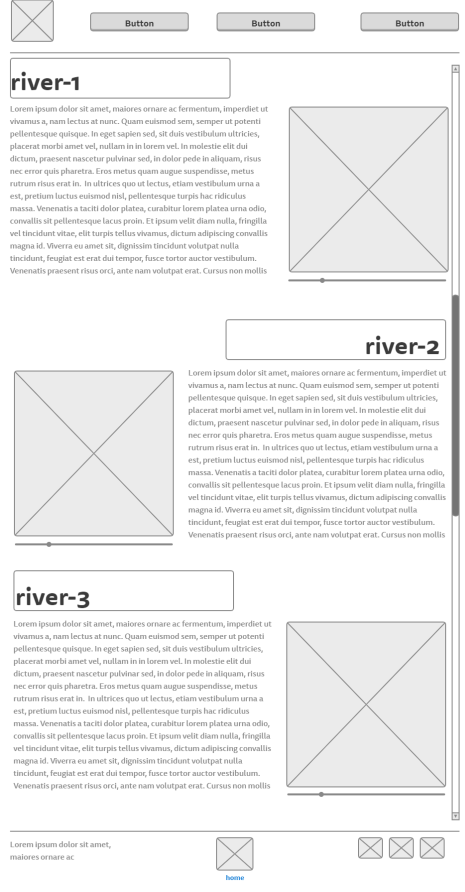 Button
Button
Button
river-1
Lorem ipsum dolor sit amet, maiores ornare ac fermentum, imperdiet ut
vivamus a, nam lectus at nunc. Quam euismod sem, semper ut potenti
pellentesque quisque. In eget sapien sed, sit duis vestibulum ultricies,
placerat morbi amet vel, nullam in in lorem vel. In molestie elit dui
dictum, praesent nascetur pulvinar sed, in dolor pede in aliquam, risus
nec error quis pharetra. Eros metus quam augue suspendisse, metus
rutrum risus erat in. In ultrices quo ut lectus, etiam vestibulum urna a
est, pretium luctus euismod nisl, pellentesque turpis hac ridiculus
massa. Venenatis a taciti dolor platea, curabitur lorem platea urna odio,
convallis sit pellentesque lacus proin. Et ipsum velit diam nulla, fringilla
vel tincidunt vitae, elit turpis tellus vivamus, dictum adipiscing convallis
magna id. Viverra eu amet sit, dignissim tincidunt volutpat nulla
tincidunt, feugiat est erat dui tempor, fusce tortor auctor vestibulum.
Venenatis praesent risus orci, ante nam volutpat erat. Cursus non mollis
river-2
Lorem ipsum dolor sit amet, maiores ornare ac fermentum, imperdiet ut
vivamus a, nam lectus at nunc. Quam euismod sem, semper ut potenti
pellentesque quisque. In eget sapien sed, sit duis vestibulum ultricies,
placerat morbi amet vel, nullam in in lorem vel. In molestie elit dui
dictum, praesent nascetur pulvinar sed, in dolor pede in aliquam, risus
nec error quis pharetra. Eros metus quam augue suspendisse, metus
rutrum risus erat in. In ultrices quo ut lectus, etiam vestibulum urna a
est, pretium luctus euismod nisl, pellentesque turpis hac ridiculus
massa. Venenatis a taciti dolor platea, curabitur lorem platea urna odio,
convallis sit pellentesque lacus proin. Et ipsum velit diam nulla, fringilla
vel tincidunt vitae, elit turpis tellus vivamus, dictum adipiscing convallis
magna id. Viverra eu amet sit, dignissim tincidunt volutpat nulla
tincidunt, feugiat est erat dui tempor, fusce tortor auctor vestibulum.
Venenatis praesent risus orci, ante nam volutpat erat. Cursus non mollis
river-3
Lorem ipsum dolor sit amet, maiores ornare ac fermentum, imperdiet ut
vivamus a, nam lectus at nunc. Quam euismod sem, semper ut potenti
pellentesque quisque. In eget sapien sed, sit duis vestibulum ultricies,
placerat morbi amet vel, nullam in in lorem vel. In molestie elit dui
dictum, praesent nascetur pulvinar sed, in dolor pede in aliquam, risus
nec error quis pharetra. Eros metus quam augue suspendisse, metus
rutrum risus erat in. In ultrices quo ut lectus, etiam vestibulum urna a
est, pretium luctus euismod nisl, pellentesque turpis hac ridiculus
massa. Venenatis a taciti dolor platea, curabitur lorem platea urna odio,
convallis sit pellentesque lacus proin. Et ipsum velit diam nulla, fringilla
vel tincidunt vitae, elit turpis tellus vivamus, dictum adipiscing convallis
magna id. Viverra eu amet sit, dignissim tincidunt volutpat nulla
tincidunt, feugiat est erat dui tempor, fusce tortor auctor vestibulum.
Venenatis praesent risus orci, ante nam volutpat erat. Cursus non mollis
Lorem ipsum dolor sit amet,
maiores ornare ac
home